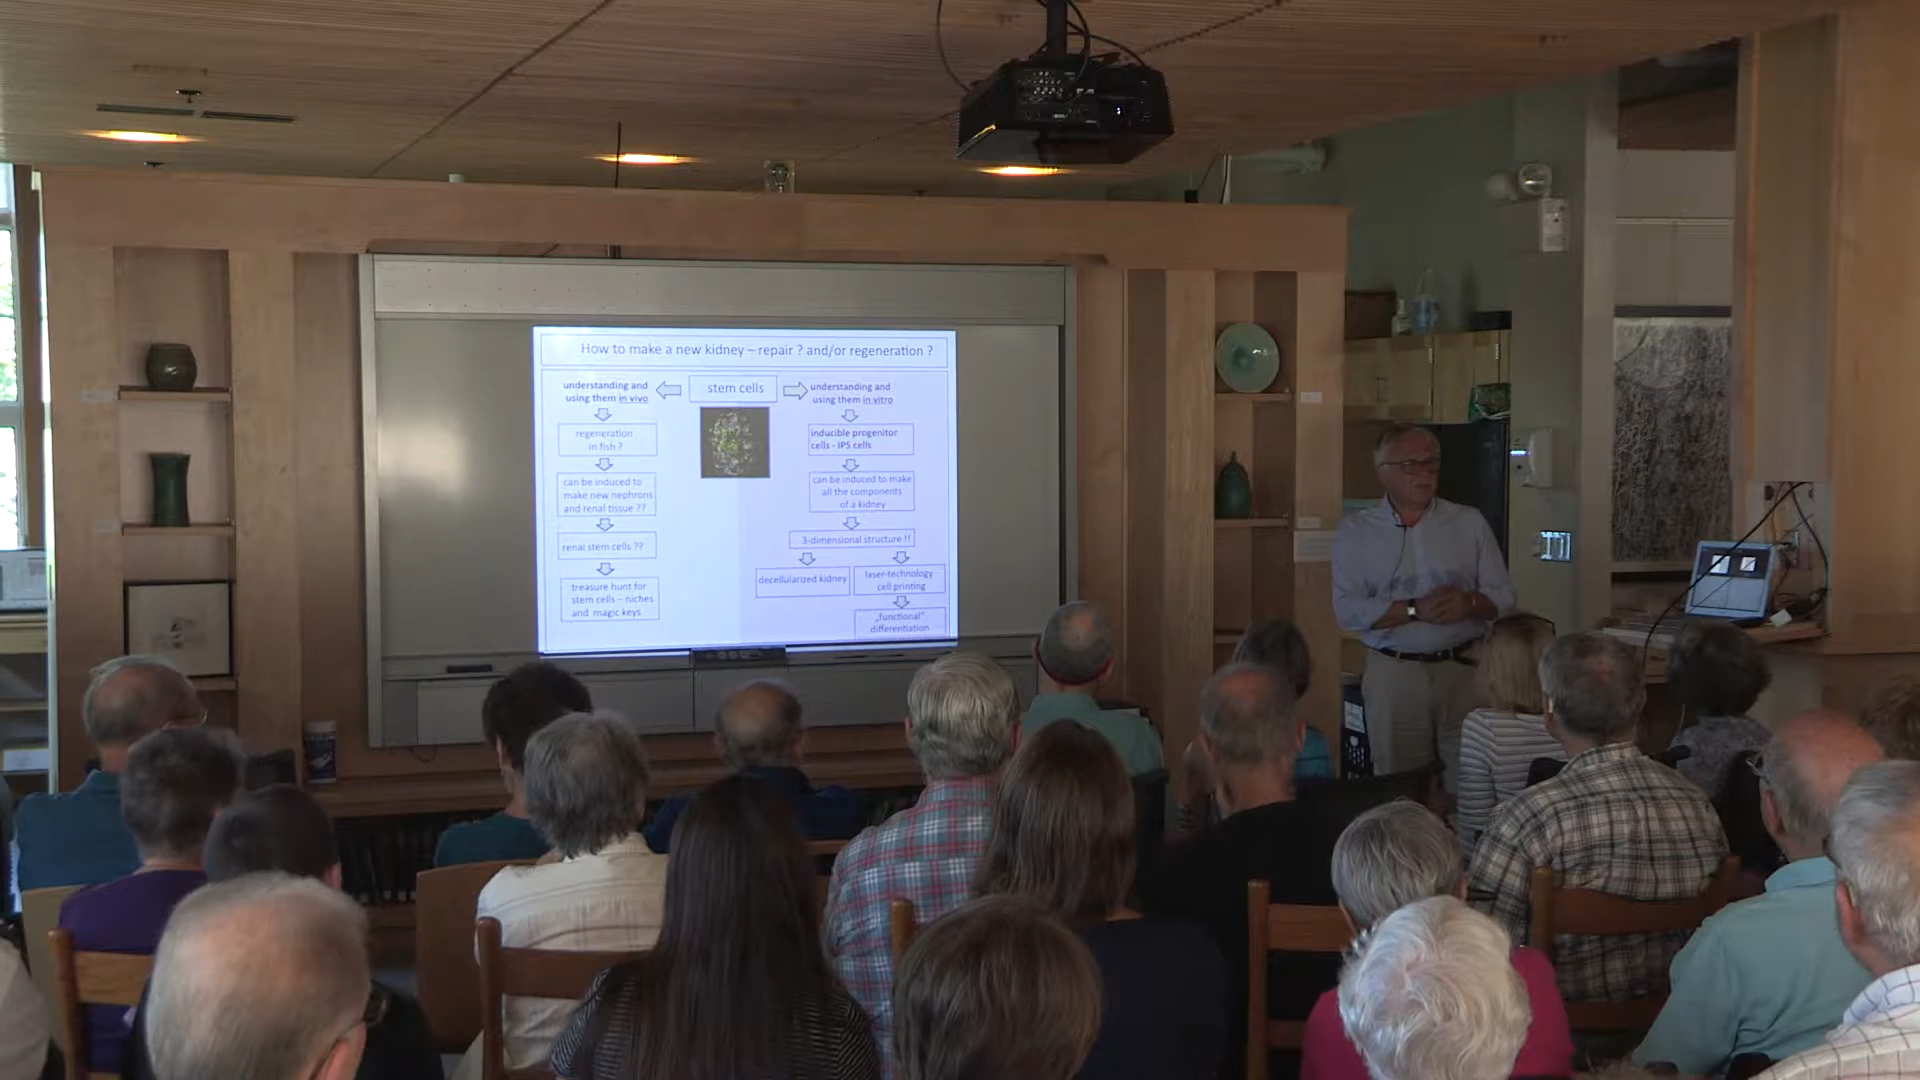 How to make a new kidney – repair ? and/or regeneration ?
stem cells
understanding and
using them in vivo
regeneration
in fish ?
can be induced to
make new nephrons
and renal tissue ??
renal stem cells ??
treasure hunt for
stem cells – niches
and magic keys
understanding and
using them in vitro
inducible progenitor
cells - IPS cells
can be induced to make
all the components
of a kidney
3-dimensional structure !!
decellularized kidney
laser-technology
cell printing
„functional"
differentiation